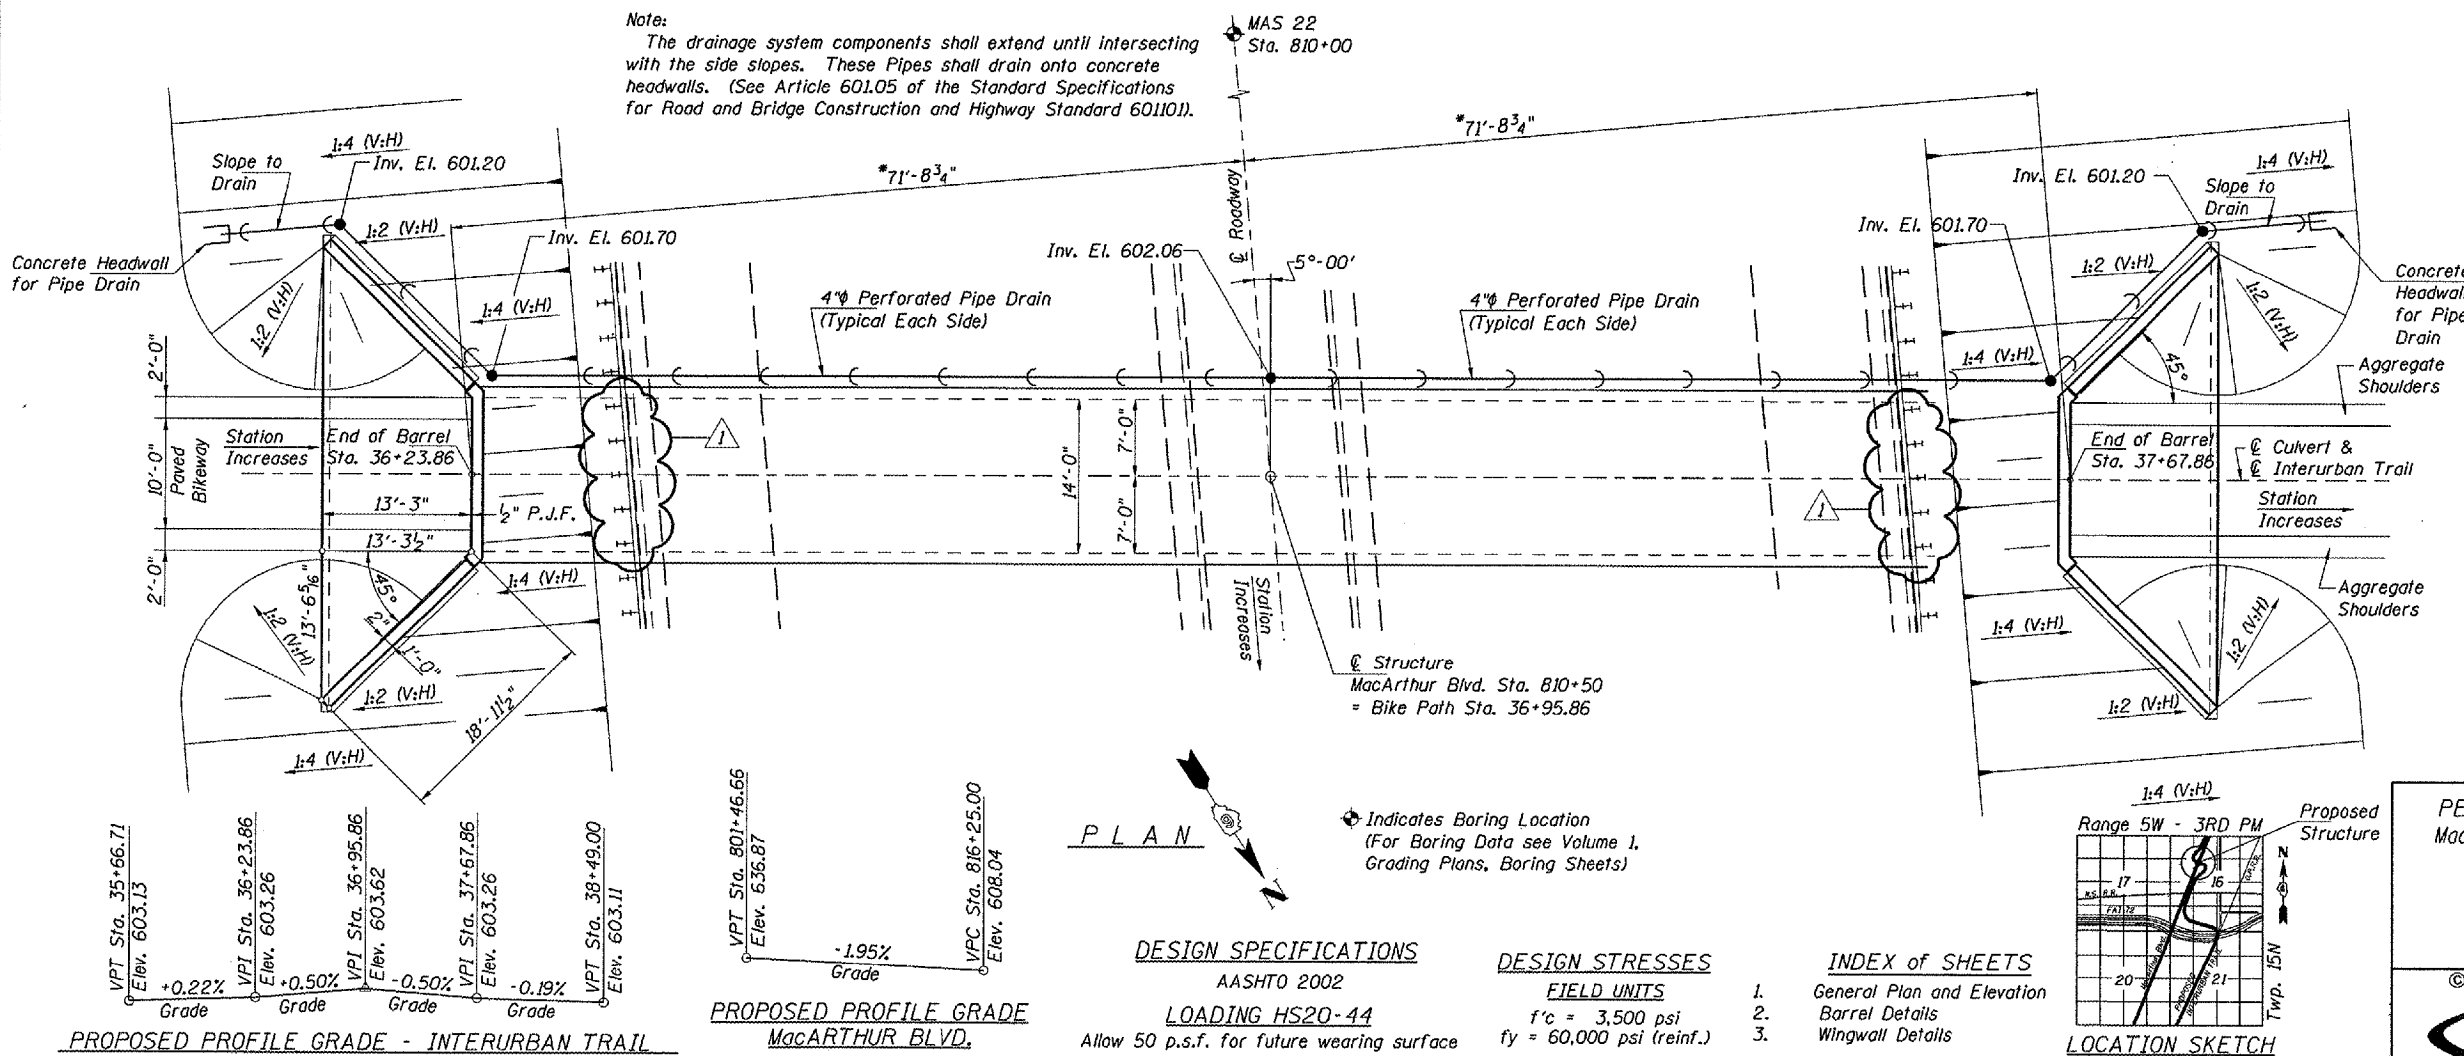 Note:
The drainage system components shall extend until intersecting
with the side slopes. These Pipes shall drain onto concrete
headwalls. (See Article 601.05 of the Standard Specifications
for Road and Bridge Construction and Highway Standard 601101).
MAS 22
Sta. 810+00
*71'-8¾"
*71'-8¾"
1:4 (V:H)
Slope to
Drain
Inv. El. 601.20
1:2 (V:H)
Inv. El. 601.70
Concrete Headwall
for Pipe Drain
1:2 (V:H)
1:4 (V:H)
4"ϕ Perforated Pipe Drain
(Typical Each Side)
Inv. El. 602.06
℄ Roadway
5°-00'
4"ϕ Perforated Pipe Drain
(Typical Each Side)
Inv. El. 601.70
Inv. El. 601.20
1:4 (V:H)
Slope to
Drain
1:2 (V:H)
1:2 (V:H)
1:4 (V:H)
45°
Concrete
Headwall
for Pipe
Drain
Aggregate
Shoulders
2'-0"
10'-0"
Paved
Bikeway
2'-0"
Station
Increases
End of Barrel
Sta. 36+23.86
13'-3"
½" P.J.F.
13'-3½"
13'-6 5/16"
45°
2"
1'-0"
1:4 (V:H)
1:2 (V:H)
1:2 (V:H)
18'-11½"
1:4 (V:H)
1
14'-0"
7'-0"
7'-0"
Station
Increases
1
End of Barrel
Sta. 37+67.86
℄ Culvert &
℄ Interurban Trail
Station
Increases
Aggregate
Shoulders
1:4 (V:H)
1:2 (V:H)
1:2 (V:H)
1:4 (V:H)
℄ Structure
MacArthur Blvd. Sta. 810+50
= Bike Path Sta. 36+95.86
VPT Sta. 35+66.71
Elev. 603.13
VPI Sta. 36+23.86
Elev. 603.26
VPI Sta. 36+95.86
Elev. 603.62
VPI Sta. 37+67.86
Elev. 603.26
VPT Sta. 38+49.00
Elev. 603.11
+0.22%
Grade
+0.50%
Grade
-0.50%
Grade
-0.19%
Grade
PROPOSED PROFILE GRADE - INTERURBAN TRAIL
VPT Sta. 801+46.66
Elev. 636.87
VPC Sta. 816+25.00
Elev. 608.04
-1.95%
Grade
PROPOSED PROFILE GRADE
MacARTHUR BLVD.
PLAN
N
Indicates Boring Location
(For Boring Data see Volume 1,
Grading Plans, Boring Sheets)
DESIGN SPECIFICATIONS
AASHTO 2002
LOADING HS20-44
Allow 50 p.s.f. for future wearing surface
DESIGN STRESSES
FIELD UNITS
f'c = 3,500 psi
fy = 60,000 psi (reinf.)
INDEX of SHEETS
1. General Plan and Elevation
2. Barrel Details
3. Wingwall Details
Range 5W - 3RD PM
Proposed
Structure
N
17
16
N.S. R.R.
FAI 72
20
21
Twp. 15N
LOCATION SKETCH